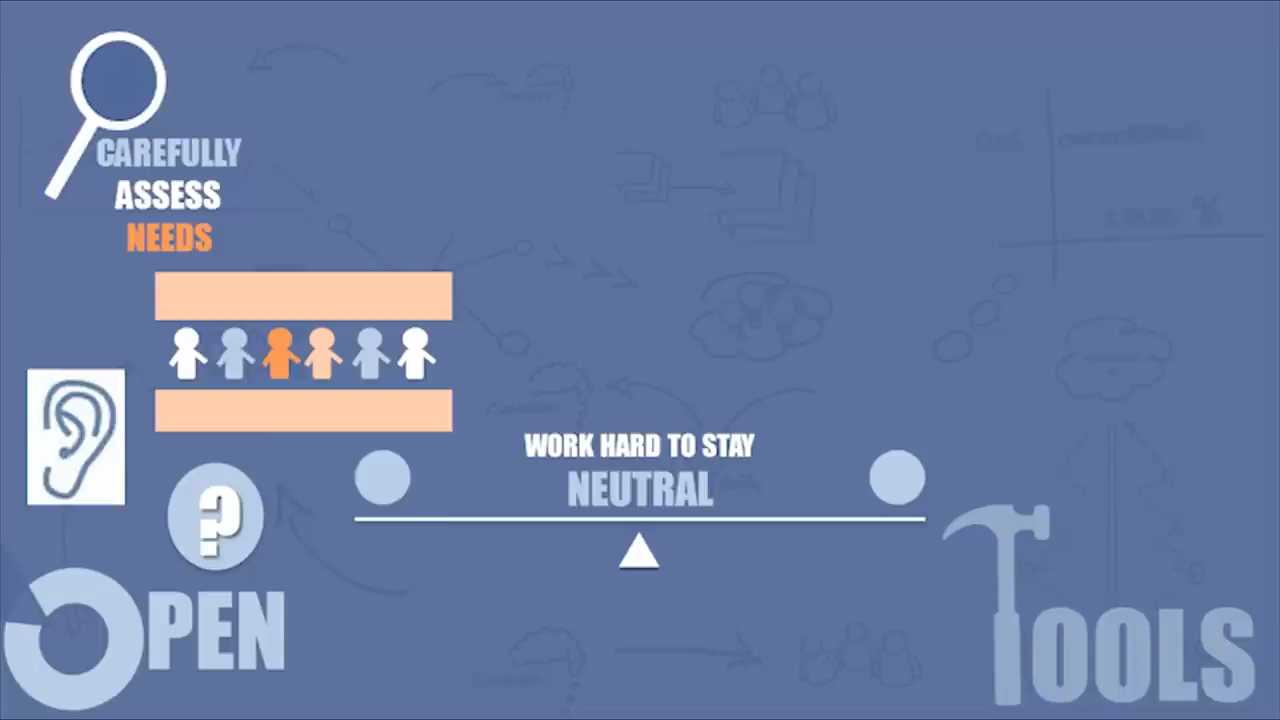 CAREFULLY
ASSESS
NEEDS
WORK HARD TO STAY
NEUTRAL
?
OPEN
TOOLS